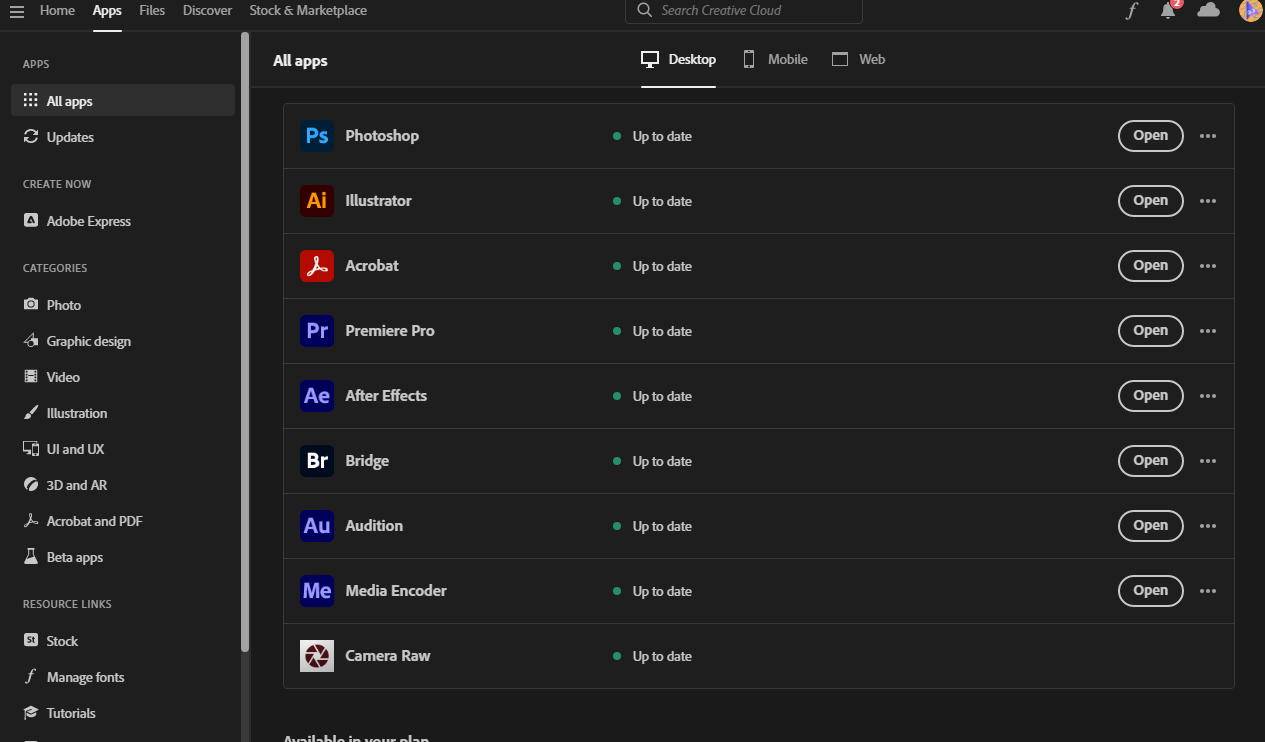 Home Apps Files Discover Stock & Marketplace Search Creative Cloud 2
APPS
All apps
Updates
CREATE NOW
Adobe Express
CATEGORIES
Photo
Graphic design
Video
Illustration
UI and UX
3D and AR
Acrobat and PDF
Beta apps
RESOURCE LINKS
St Stock
Manage fonts
Tutorials
All apps Desktop Mobile Web
Ps Photoshop Up to date Open
Ai Illustrator Up to date Open
Acrobat Up to date Open
Pr Premiere Pro Up to date Open
Ae After Effects Up to date Open
Br Bridge Up to date Open
Au Audition Up to date Open
Me Media Encoder Up to date Open
Camera Raw Up to date
Available in your plan